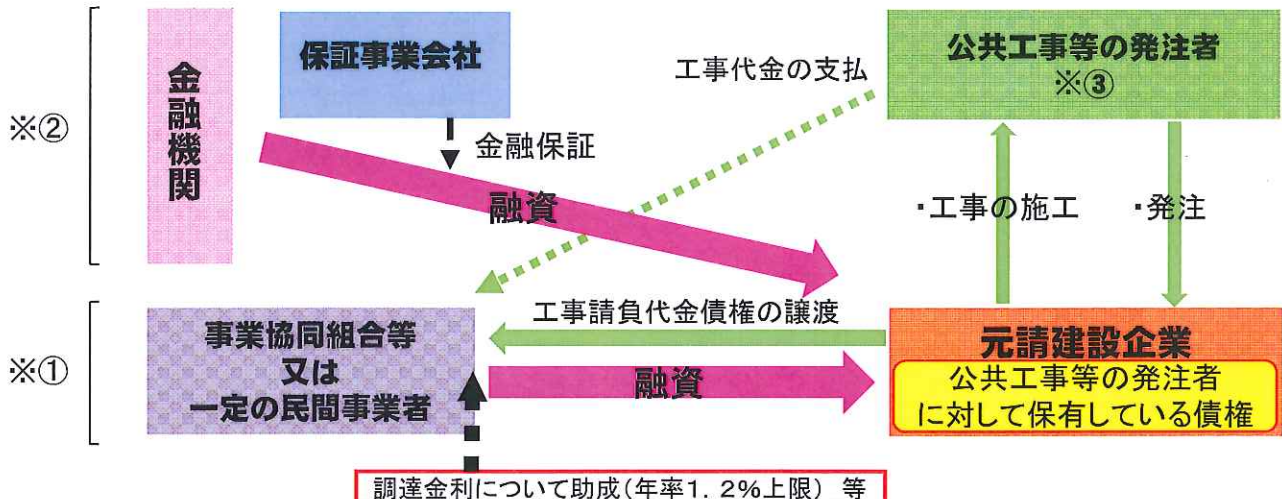 ※②
金融機関
保証事業会社
金融保証
融資
工事代金の支払
公共工事等の発注者
※③
・工事の施工
・発注
※①
事業協同組合等
又は
一定の民間事業者
工事請負代金債権の譲渡
融資
元請建設企業
公共工事等の発注者
に対して保有している債権
調達金利について助成(年率1.2%上限) 等